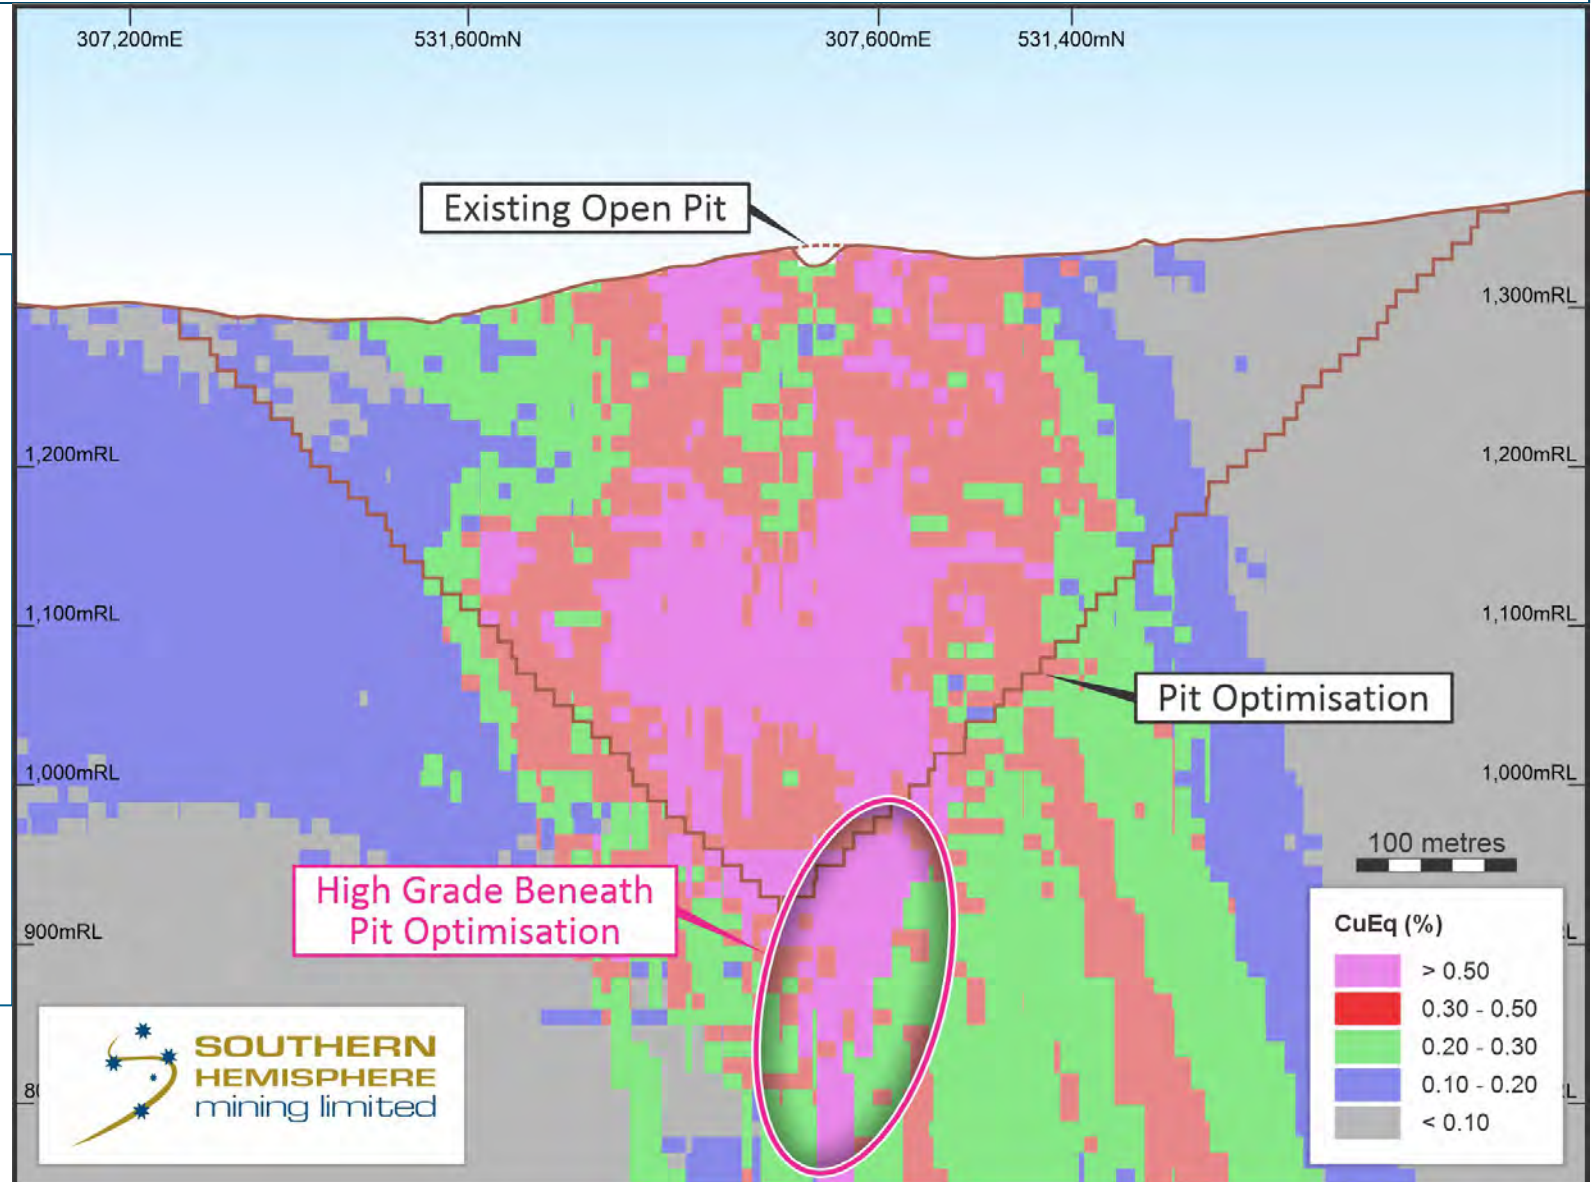 307,200mE
531,600mN
307,600mE
531,400mN
Existing Open Pit
1,300mRL
1,200mRL
1,200mRL
1,100mRL
1,100mRL
Pit Optimisation
1,000mRL
1,000mRL
100 metres
High Grade Beneath
Pit Optimisation
900mRL
CuEq (%)
> 0.50
0.30 - 0.50
0.20 - 0.30
0.10 - 0.20
< 0.10
SOUTHERN
HEMISPHERE
mining limited